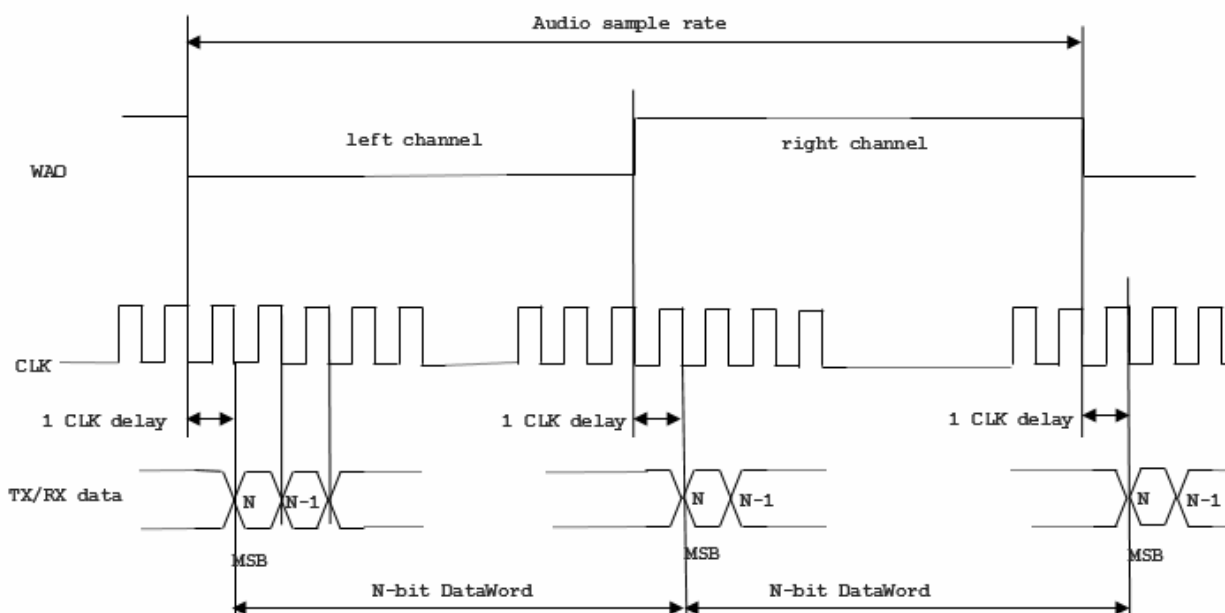 Audio sample rate
left channel
right channel
WAO
CLK
1 CLK delay
1 CLK delay
1 CLK delay
TX/RX data
N
N-1
N
N-1
N
N-1
MSB
MSB
MSB
N-bit DataWord
N-bit DataWord